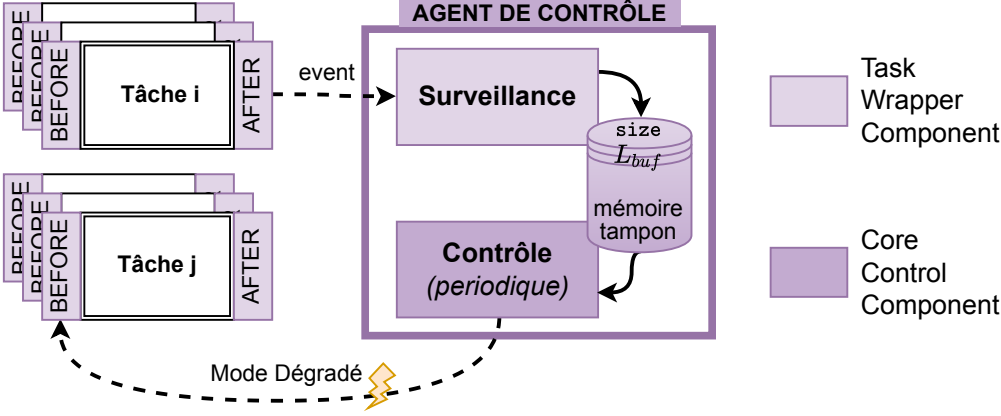 AGENT DE CONTRÔLE
BEFORE
BEFORE
BEFORE
Tâche i
AFTER
event
Surveillance
size
L_buf
mémoire
tampon
Task
Wrapper
Component
BEFORE
BEFORE
BEFORE
Tâche j
AFTER
Contrôle
(periodique)
Core
Control
Component
Mode Dégradé